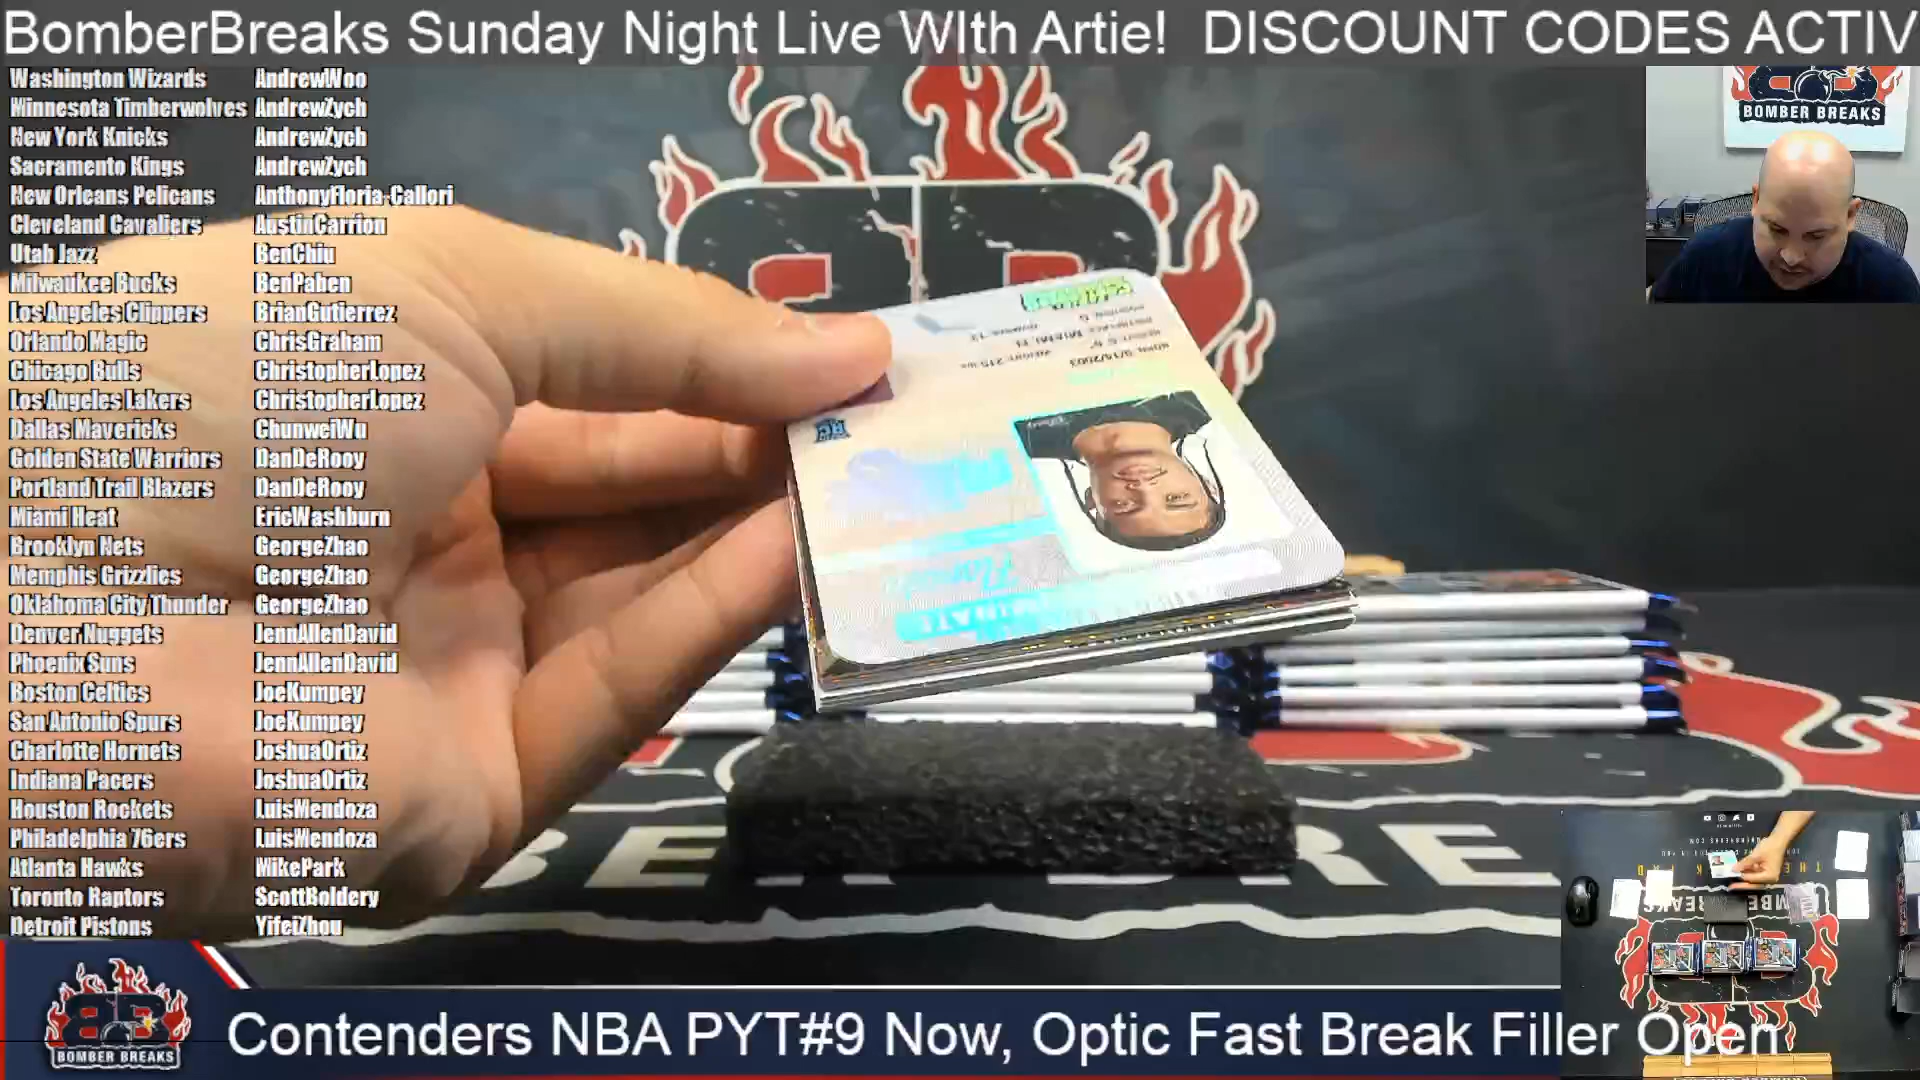 BomberBreaks Sunday Night Live WIth Artie!  DISCOUNT CODES ACTIV
Washington Wizards AndrewWoo
Minnesota Timberwolves AndrewZych
New York Knicks AndrewZych
Sacramento Kings AndrewZych
New Orleans Pelicans AnthonyFloria-Callori
Cleveland Cavaliers AustinCarrion
Utah Jazz BenChiu
Milwaukee Bucks BenPahen
Los Angeles Clippers BrianGutierrez
Orlando Magic ChrisGraham
Chicago Bulls ChristopherLopez
Los Angeles Lakers ChristopherLopez
Dallas Mavericks ChunweiWu
Golden State Warriors DanDeRooy
Portland Trail Blazers DanDeRooy
Miami Heat EricWashburn
Brooklyn Nets GeorgeZhao
Memphis Grizzlies GeorgeZhao
Oklahoma City Thunder GeorgeZhao
Denver Nuggets JennAllenDavid
Phoenix Suns JennAllenDavid
Boston Celtics JoeKumpey
San Antonio Spurs JoeKumpey
Charlotte Hornets JoshuaOrtiz
Indiana Pacers JoshuaOrtiz
Houston Rockets LuisMendoza
Philadelphia 76ers LuisMendoza
Atlanta Hawks MikePark
Toronto Raptors ScottBoldery
Detroit Pistons YifeiZhou
BOMBER BREAKS
RC
BER BRE
BOMBER BREAKS
Contenders NBA PYT#9 Now, Optic Fast Break Filler Open